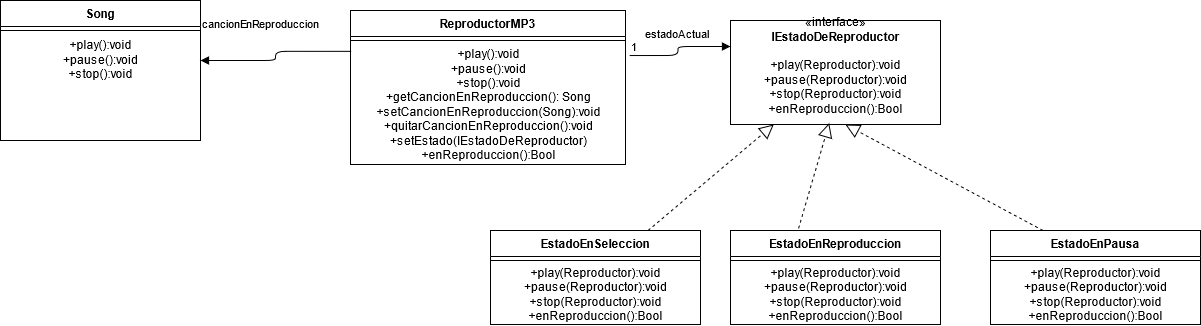 Song
+play():void
+pause():void
+stop():void
cancionEnReproduccion
ReproductorMP3
+play():void
+pause():void
+stop():void
+getCancionEnReproduccion(): Song
+setCancionEnReproduccion(Song):void
+quitarCancionEnReproduccion():void
+setEstado(IEstadoDeReproductor)
+enReproduccion():Bool
estadoActual
1
«interface»
IEstadoDeReproductor
+play(Reproductor):void
+pause(Reproductor):void
+stop(Reproductor):void
+enReproduccion():Bool
EstadoEnSeleccion
+play(Reproductor):void
+pause(Reproductor):void
+stop(Reproductor):void
+enReproduccion():Bool
EstadoEnReproduccion
+play(Reproductor):void
+pause(Reproductor):void
+stop(Reproductor):void
+enReproduccion():Bool
EstadoEnPausa
+play(Reproductor):void
+pause(Reproductor):void
+stop(Reproductor):void
+enReproduccion():Bool